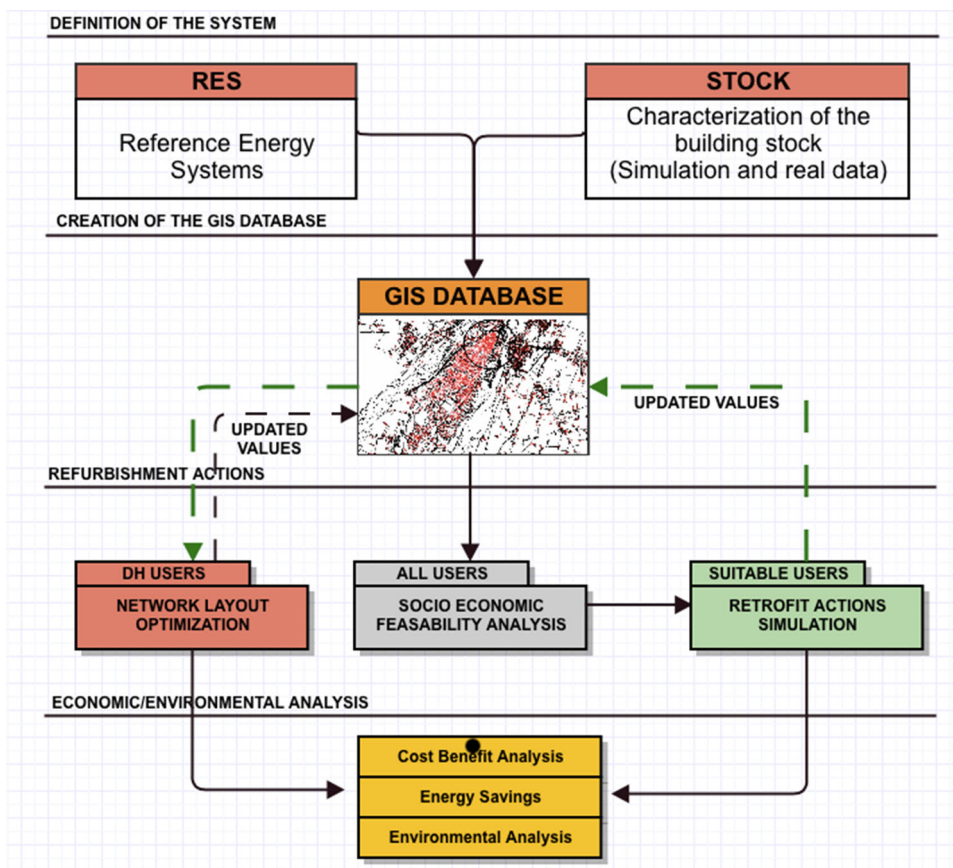 DEFINITION OF THE SYSTEM
RES
Reference Energy
Systems
STOCK
Characterization of the
building stock
(Simulation and real data)
CREATION OF THE GIS DATABASE
GIS DATABASE
UPDATED
VALUES
UPDATED VALUES
REFURBISHMENT ACTIONS
DH USERS
NETWORK LAYOUT
OPTIMIZATION
ALL USERS
SOCIO ECONOMIC
FEASABILITY ANALYSIS
SUITABLE USERS
RETROFIT ACTIONS
SIMULATION
ECONOMIC/ENVIRONMENTAL ANALYSIS
Cost Benefit Analysis
Energy Savings
Environmental Analysis